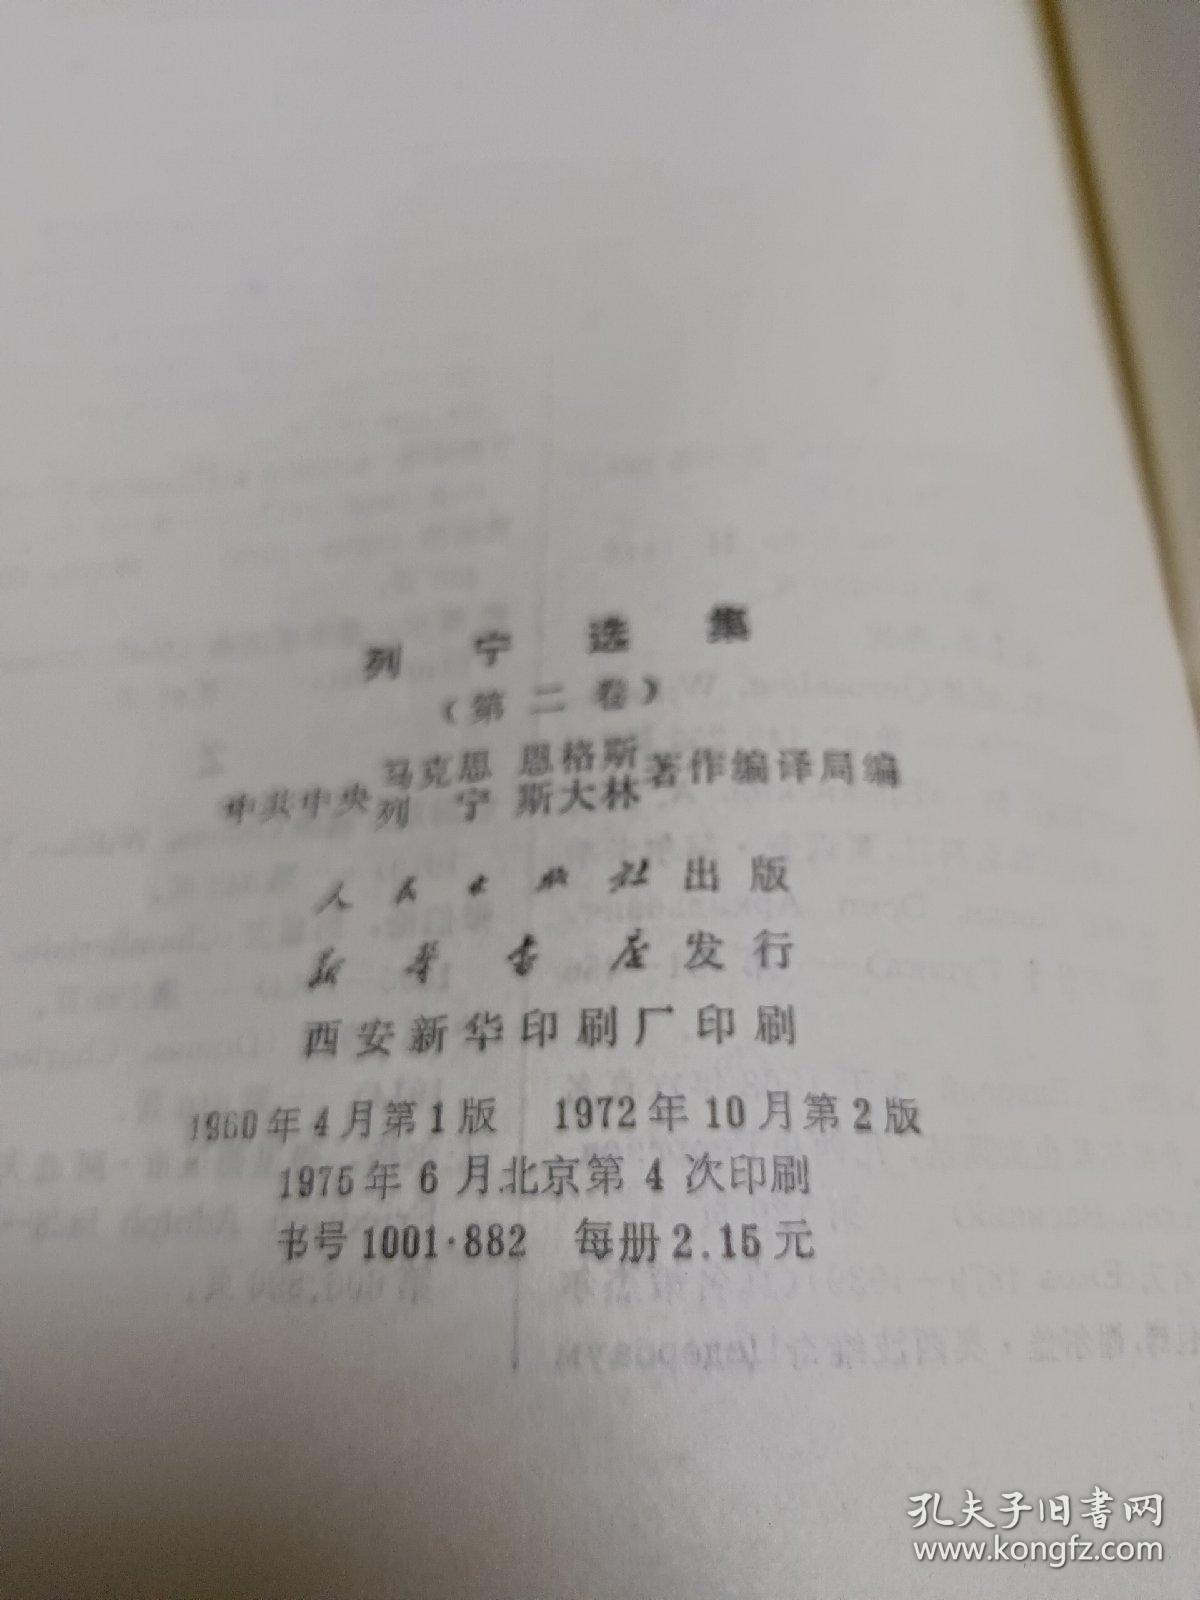 列宁选集
（第二卷）
中共中央马克思 恩格斯著作编译局编
列 宁 斯大林
人民出版社出版
新华书店发行
西安新华印刷厂印刷
1960年4月第1版 1972年10月第2版
1975年6月北京第4次印刷
书号1001·882 每册2.15元
孔夫子旧书网
www.kongfz.com